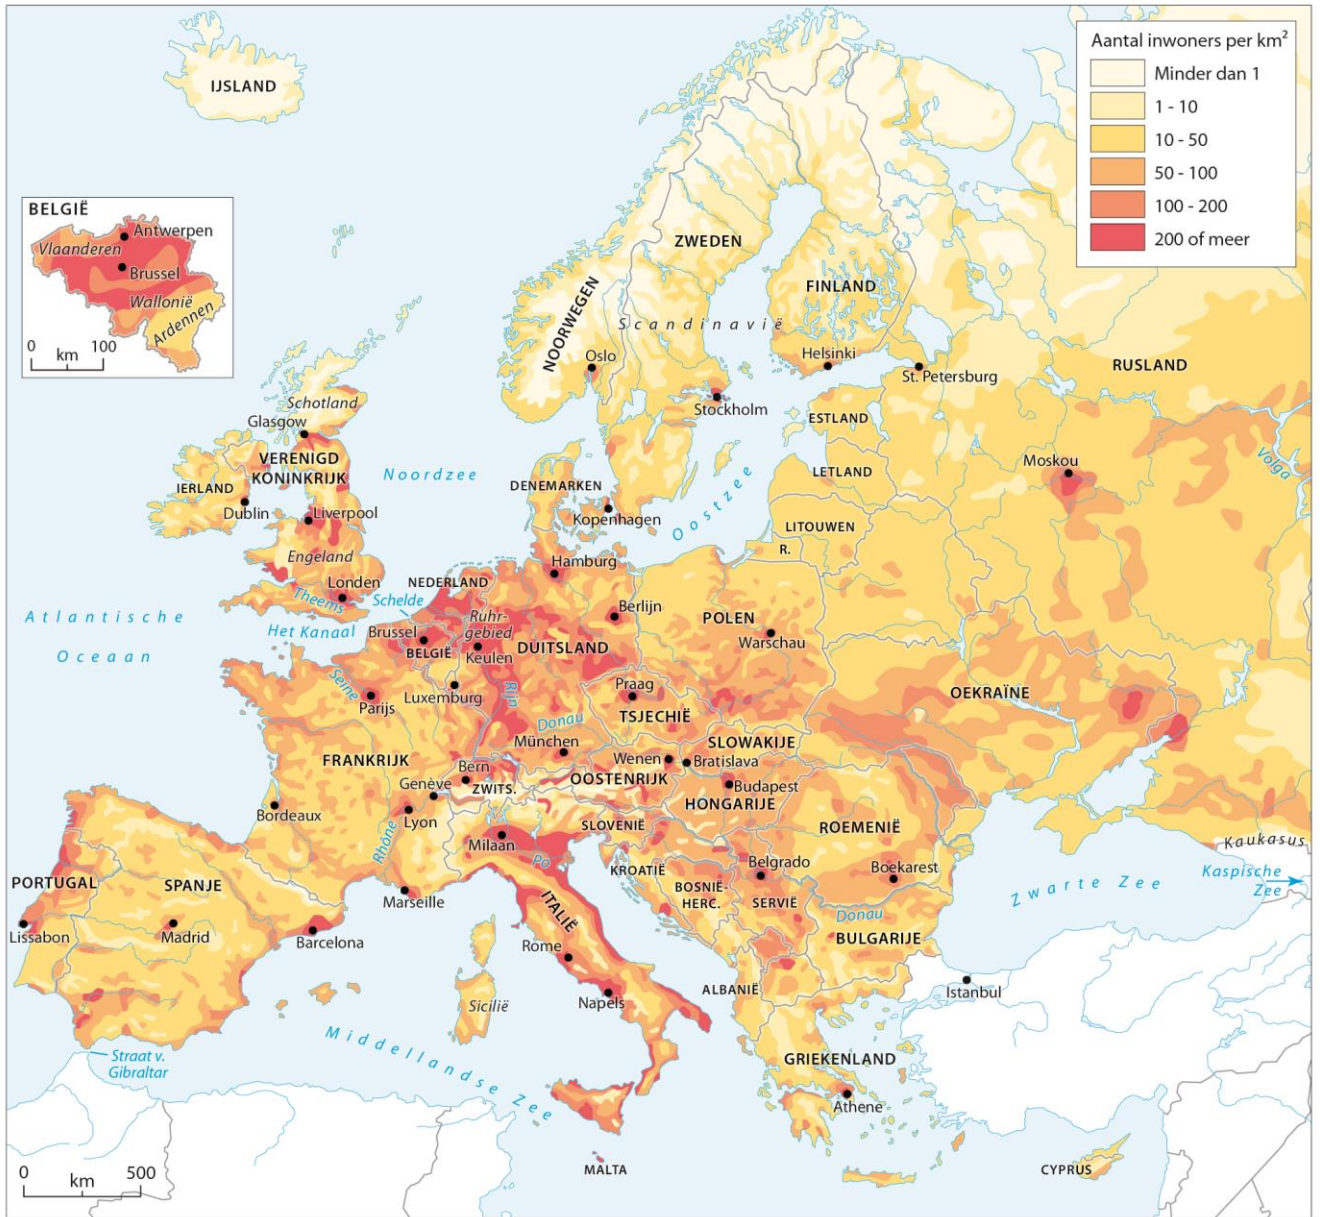 Aantal inwoners per km²
Minder dan 1
1 - 10
10 - 50
50 - 100
100 - 200
200 of meer
IJSLAND
BELGIË
Antwerpen
Vlaanderen
Brussel
Wallonië
Ardennen
0 100
km
ZWEDEN
FINLAND
NOORWEGEN
Scandinavië
Oslo
Helsinki
St. Petersburg
RUSLAND
Stockholm
Schotland
Glasgow
ESTLAND
VERENIGD
KONINKRIJK
Noordzee
Moskou
Volga
LETLAND
IERLAND
DENEMARKEN
Oostzee
Dublin
Liverpool
Kopenhagen
LITOUWEN
R.
Engeland
Hamburg
NEDERLAND
Londen
Theems
Schelde
Berlijn
POLEN
Atlantische
Oceaan
Het Kanaal
Ruhr-
gebied
Warschau
Brussel
BELGIË
Keulen
DUITSLAND
Seine
Luxemburg
Rijn
Praag
OEKRAÏNE
Parijs
TSJECHIË
Donau
München
SLOWAKIJE
FRANKRIJK
Wenen
Bratislava
Bern
Genève
ZWITS.
OOSTENRIJK
Budapest
HONGARIJE
Bordeaux
Lyon
SLOVENIË
ROEMENIË
Rhône
Milaan
Po
Kaukasus
KROATIË
Belgrado
Boekarest
Kaspische
Zee
PORTUGAL
SPANJE
Marseille
ITALIË
BOSNIË-
HERC.
SERVIË
Zwarte Zee
Donau
Lissabon
Madrid
Barcelona
BULGARIJE
Rome
ALBANIË
Istanbul
Napels
Sicilië
Middellandse Zee
Straat v.
Gibraltar
GRIEKENLAND
Athene
MALTA
CYPRUS
0 500
km